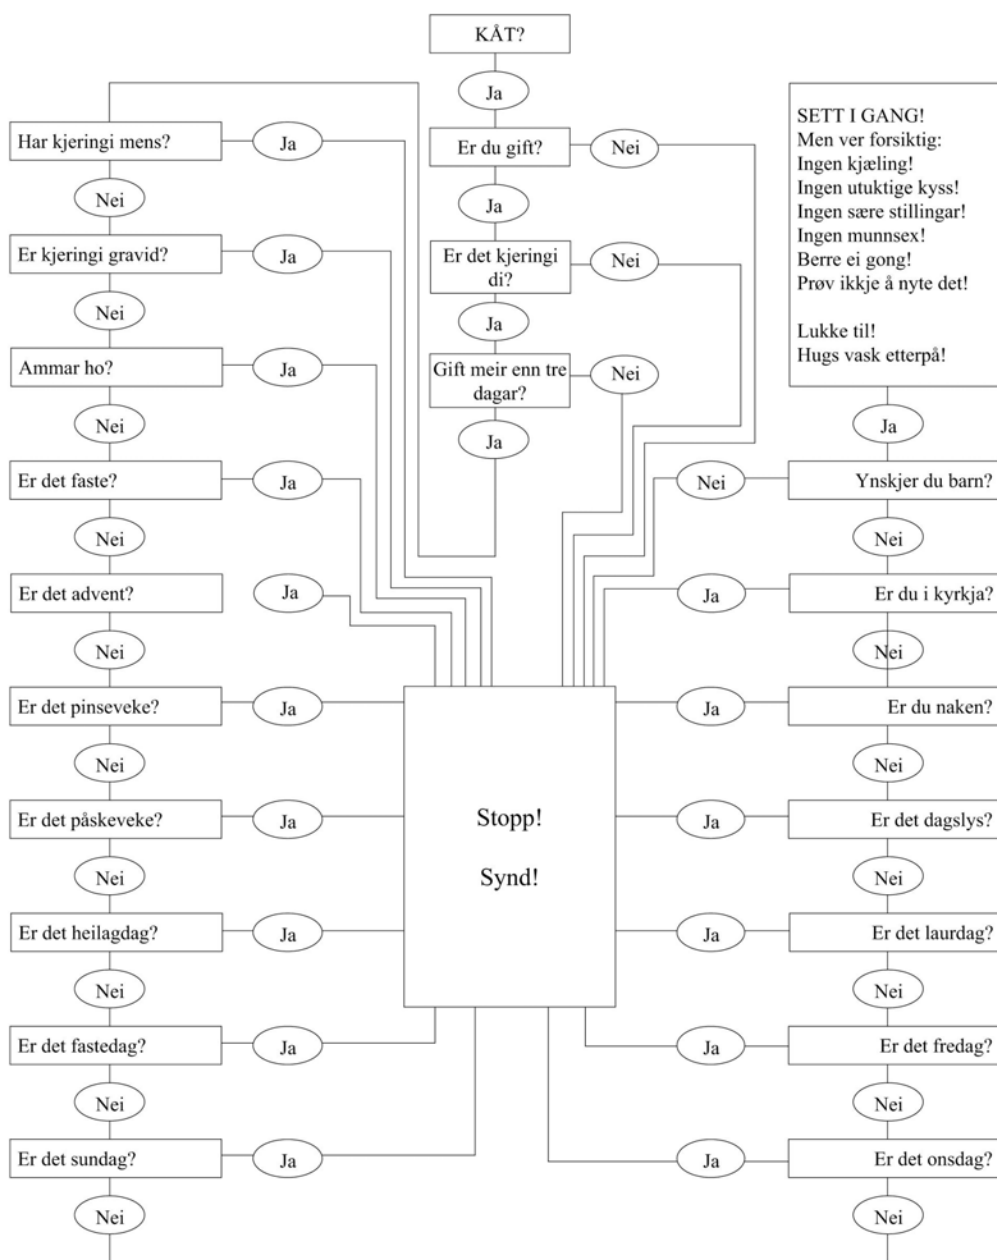 KÅT?
Ja
Er du gift?
Nei
Ja
Er det kjeringi
di?
Nei
Ja
Gift meir enn tre
dagar?
Nei
Ja
Har kjeringi mens?
Ja
Nei
Er kjeringi gravid?
Ja
Nei
Ammar ho?
Ja
Nei
Er det faste?
Ja
Nei
Er det advent?
Ja
Nei
Er det pinseveke?
Ja
Nei
Er det påskeveke?
Ja
Nei
Er det heilagdag?
Ja
Nei
Er det fastedag?
Ja
Nei
Er det sundag?
Ja
Nei
Stopp!
Synd!
SETT I GANG!
Men ver forsiktig:
Ingen kjæling!
Ingen utuktige kyss!
Ingen sære stillingar!
Ingen munnsex!
Berre ei gong!
Prøv ikkje å nyte det!
Lukke til!
Hugs vask etterpå!
Ja
Nei
Ynskjer du barn?
Nei
Ja
Er du i kyrkja?
Nei
Ja
Er du naken?
Nei
Ja
Er det dagslys?
Nei
Ja
Er det laurdag?
Nei
Ja
Er det fredag?
Nei
Ja
Er det onsdag?
Nei